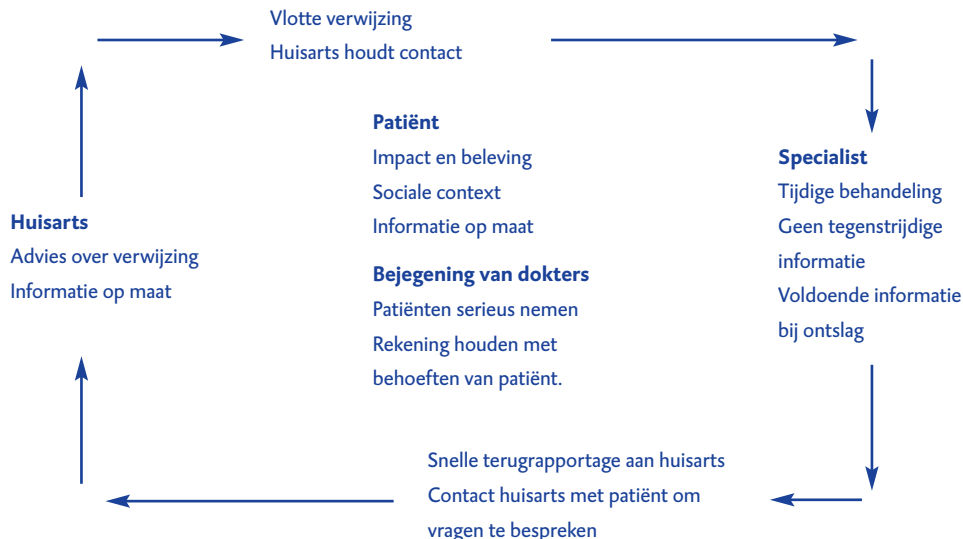 Vlotte verwijzing
Huisarts houdt contact
Patiënt
Impact en beleving
Sociale context
Informatie op maat
Bejegening van dokters
Patiënten serieus nemen
Rekening houden met
behoeften van patiënt.
Specialist
Tijdige behandeling
Geen tegenstrijdige
informatie
Voldoende informatie
bij ontslag
Huisarts
Advies over verwijzing
Informatie op maat
Snelle terugrapportage aan huisarts
Contact huisarts met patiënt om
vragen te bespreken